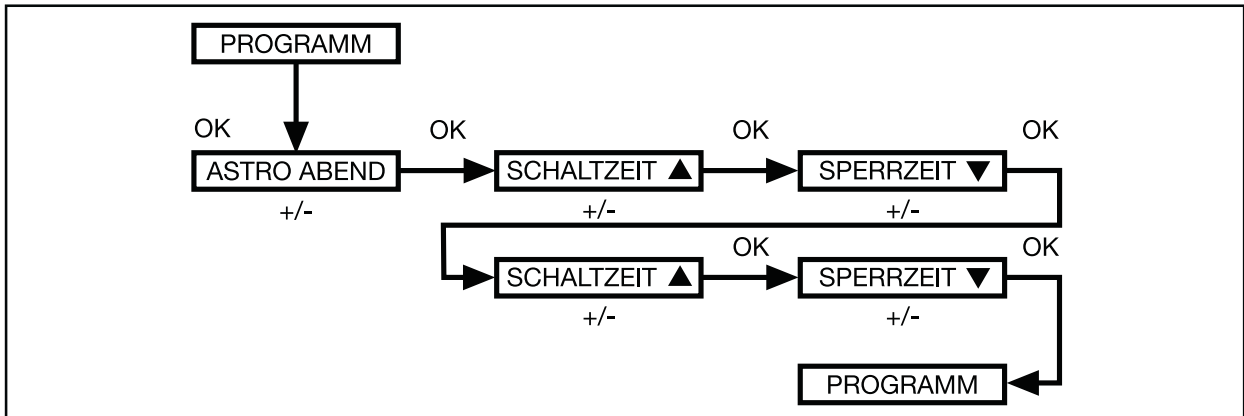 PROGRAMM
OK OK OK OK
ASTRO ABEND SCHALTZEIT ▲ SPERRZEIT ▼
+/- +/- +/-
OK OK
SCHALTZEIT ▲ SPERRZEIT ▼
+/- +/-
PROGRAMM